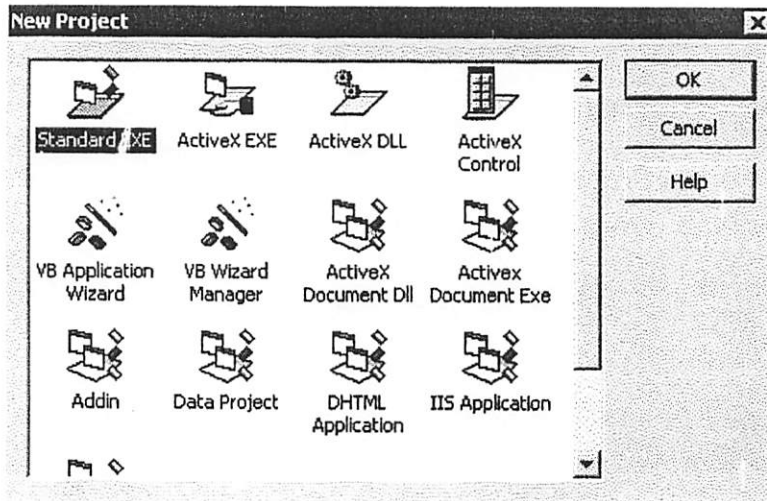 New Project
Standard EXE
ActiveX EXE
ActiveX DLL
ActiveX
Control
VB Application
Wizard
VB Wizard
Manager
ActiveX
Document Dll
Activex
Document Exe
Addin
Data Project
DHTML
Application
IIS Application
OK
Cancel
Help